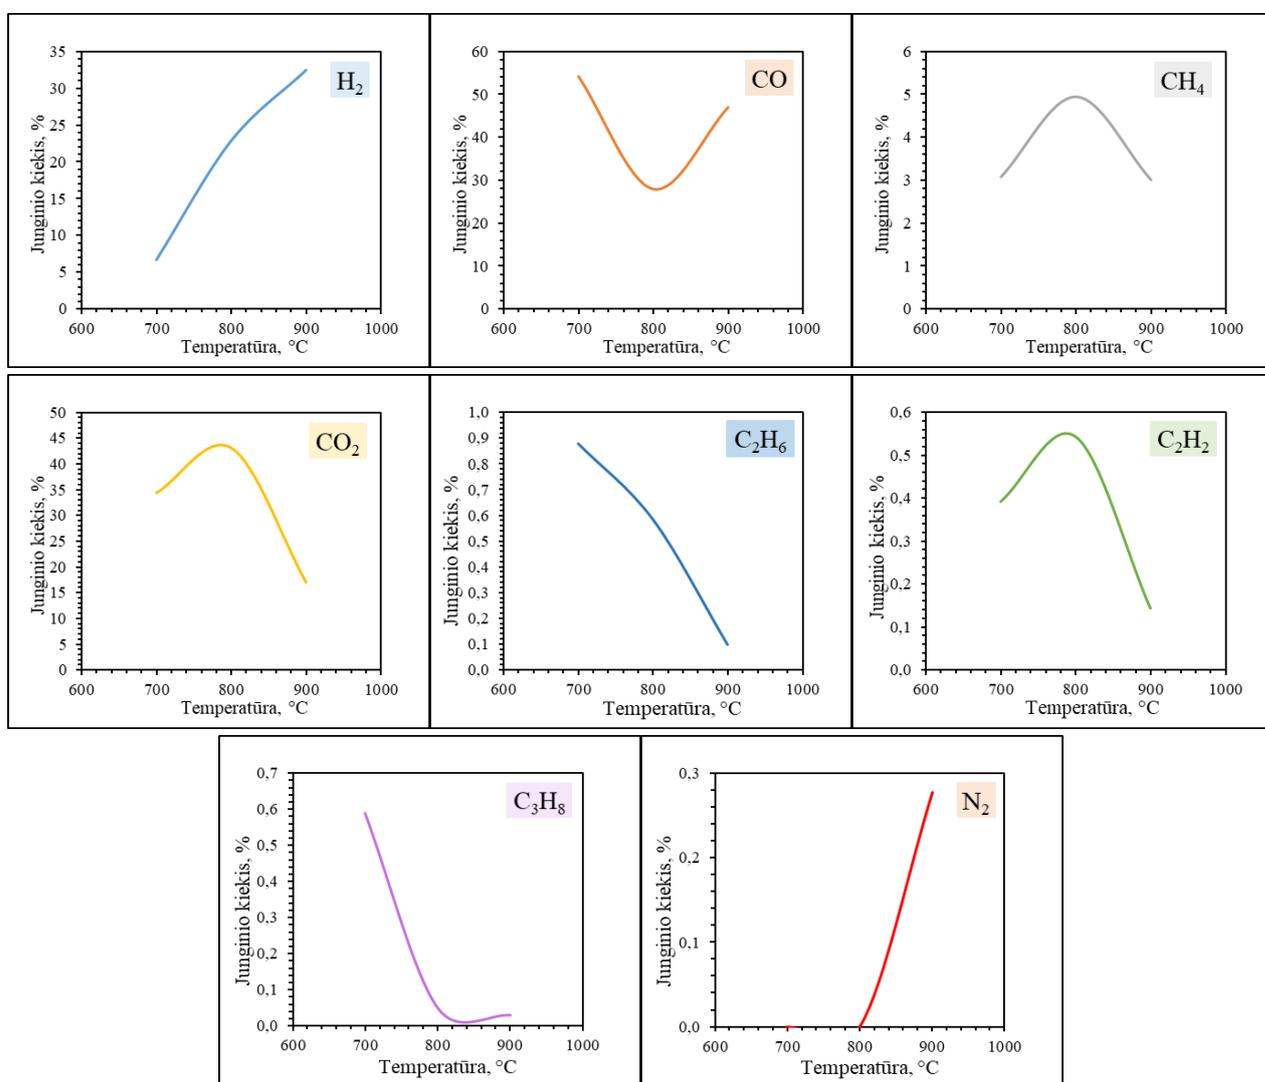 35
30
25
20
15
10
5
0
Junginio kiekis, %
H₂
600 700 800 900 1000
Temperatūra, °C
60
50
40
30
20
10
0
Junginio kiekis, %
CO
600 700 800 900 1000
Temperatūra, °C
6
5
4
3
2
1
0
Junginio kiekis, %
CH₄
600 700 800 900 1000
Temperatūra, °C
50
45
40
35
30
25
20
15
10
5
0
Junginio kiekis, %
CO₂
600 700 800 900 1000
Temperatūra, °C
1,0
0,9
0,8
0,7
0,6
0,5
0,4
0,3
0,2
0,1
0,0
Junginio kiekis, %
C₂H₆
600 700 800 900 1000
Temperatūra, °C
0,6
0,5
0,4
0,3
0,2
0,1
0,0
Junginio kiekis, %
C₂H₂
600 700 800 900 1000
Temperatūra, °C
0,7
0,6
0,5
0,4
0,3
0,2
0,1
0,0
Junginio kiekis, %
C₃H₈
600 700 800 900 1000
Temperatūra, °C
0,3
0,2
0,1
0,0
Junginio kiekis, %
N₂
600 700 800 900 1000
Temperatūra, °C